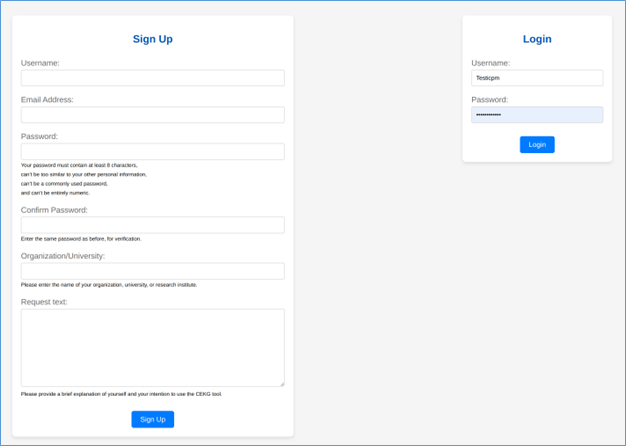 Sign Up
Username:
Email Address:
Password:
Your password must contain at least 8 characters,
can't be too similar to your other personal information,
can't be a commonly used password.
and can't be entirely numeric.
Confirm Password:
Enter the same password as before, for verification.
Organization/University:
Please enter the name of your organization, university, or research institute.
Request text:
Please provide a brief explanation of yourself and your intention to use the CEKG tool.
Sign Up
Login
Username:
Testicpm
Password:
••••••••••••
Login